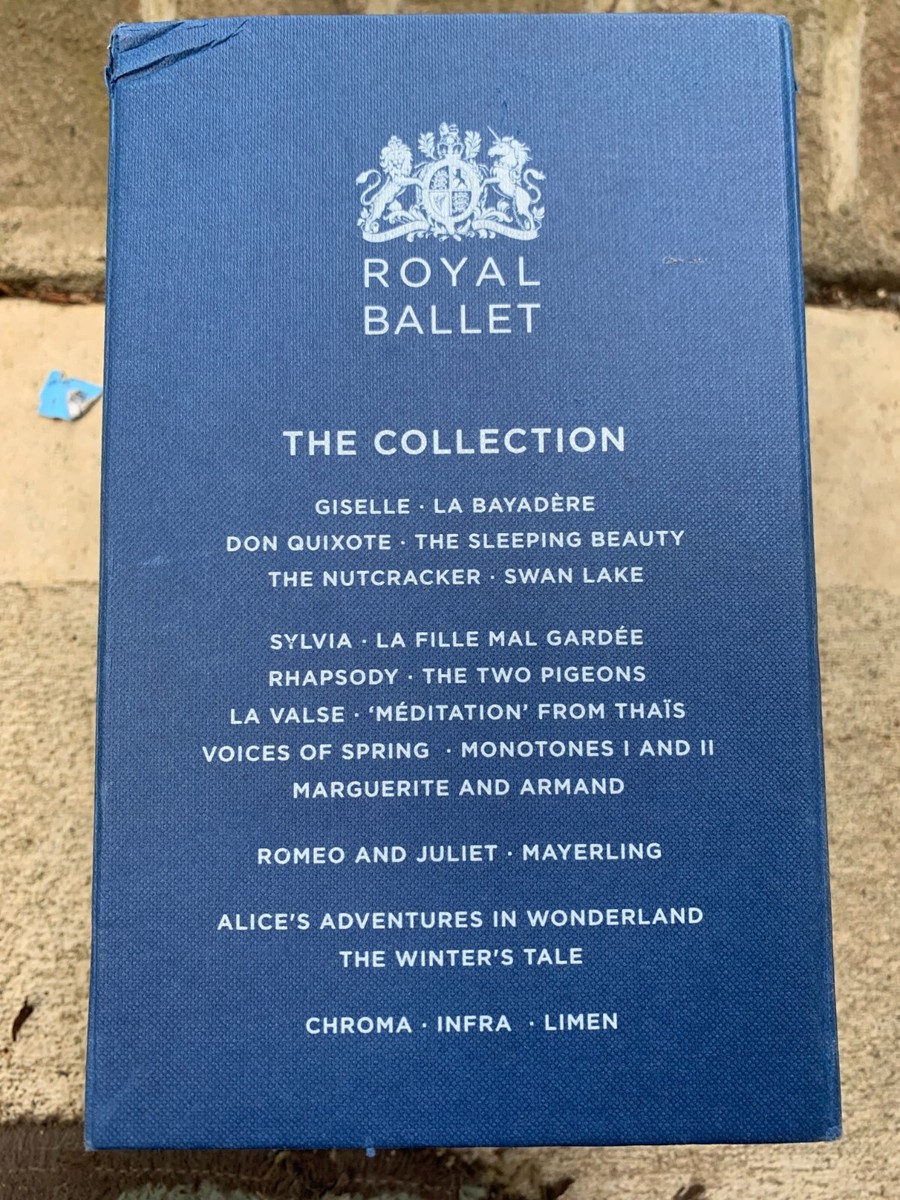 ROYAL
BALLET
THE COLLECTION
GISELLE · LA BAYADÈRE
DON QUIXOTE · THE SLEEPING BEAUTY
THE NUTCRACKER · SWAN LAKE
SYLVIA · LA FILLE MAL GARDÉE
RHAPSODY · THE TWO PIGEONS
LA VALSE · ‘MÉDITATION’ FROM THAÏS
VOICES OF SPRING · MONOTONES I AND II
MARGUERITE AND ARMAND
ROMEO AND JULIET · MAYERLING
ALICE'S ADVENTURES IN WONDERLAND
THE WINTER'S TALE
CHROMA · INFRA · LIMEN